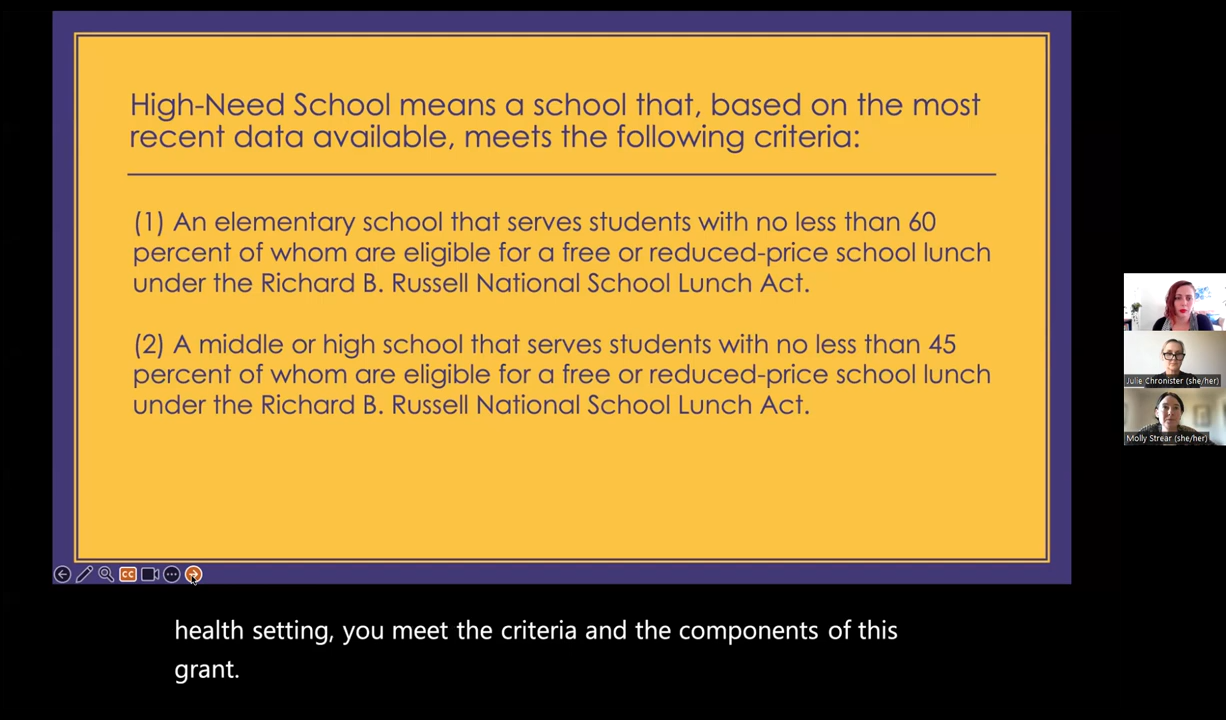 High-Need School means a school that, based on the most
recent data available, meets the following criteria:
(1) An elementary school that serves students with no less than 60
percent of whom are eligible for a free or reduced-price school lunch
under the Richard B. Russell National School Lunch Act.
(2) A middle or high school that serves students with no less than 45
percent of whom are eligible for a free or reduced-price school lunch
under the Richard B. Russell National School Lunch Act.
Julie Chronister (she/her)
Molly Strear (she/her)
CC
health setting, you meet the criteria and the components of this
grant.